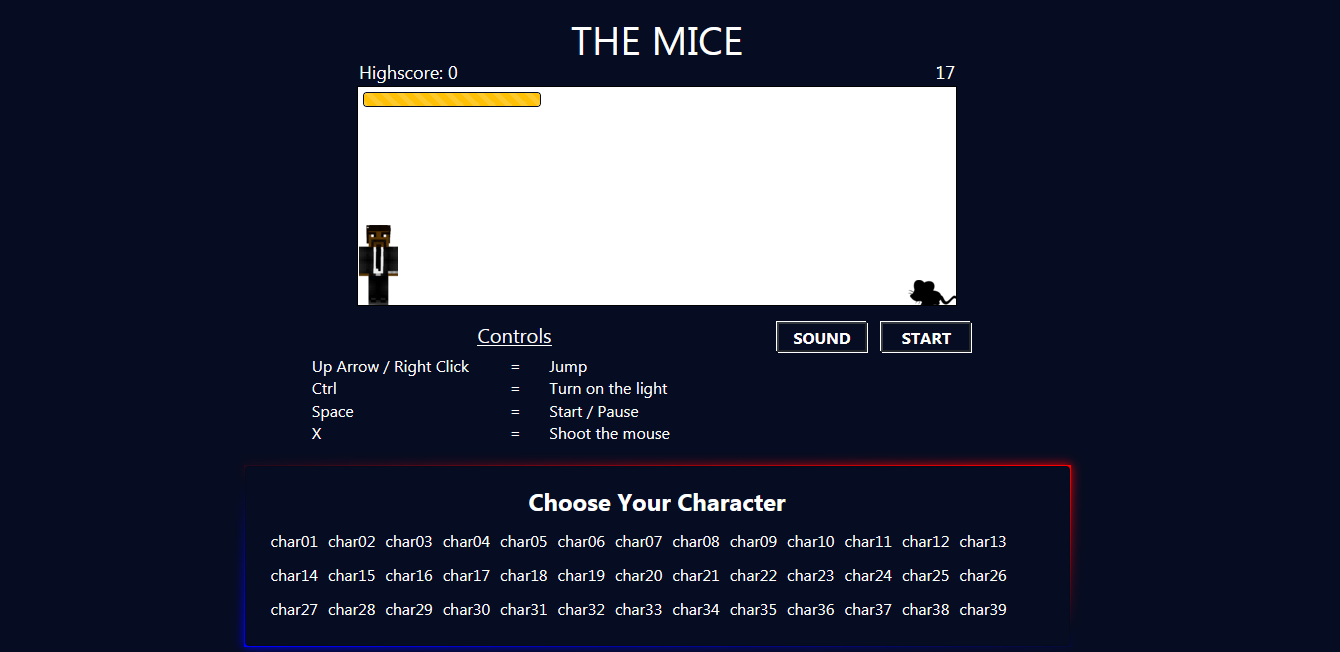 THE MICE
Highscore: 0 17
SOUND START
Controls
Up Arrow / Right Click = Jump
Ctrl = Turn on the light
Space = Start / Pause
X = Shoot the mouse
Choose Your Character
char01 char02 char03 char04 char05 char06 char07 char08 char09 char10 char11 char12 char13
char14 char15 char16 char17 char18 char19 char20 char21 char22 char23 char24 char25 char26
char27 char28 char29 char30 char31 char32 char33 char34 char35 char36 char37 char38 char39